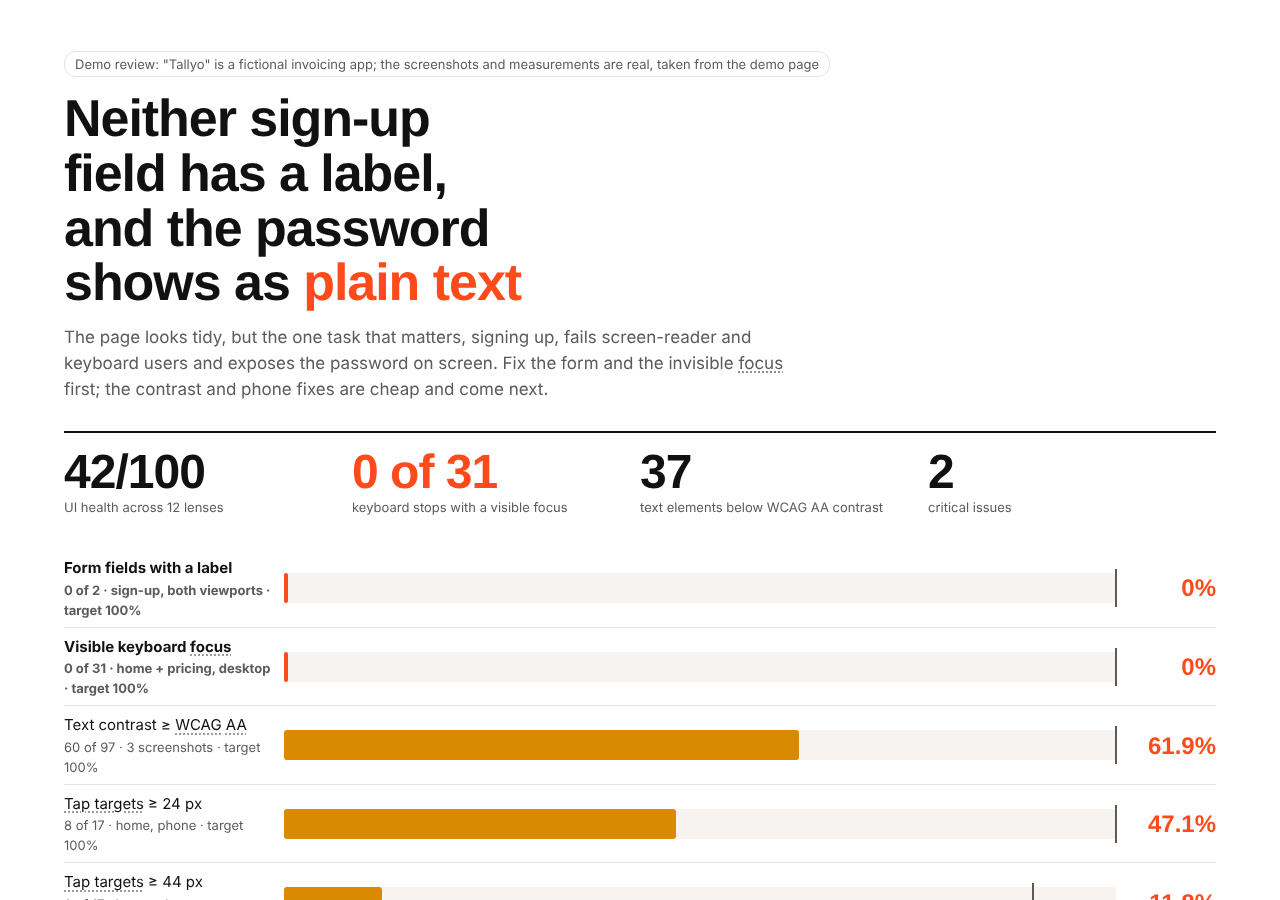 Demo review: "Tallyo" is a fictional invoicing app; the screenshots and measurements are real, taken from the demo page
Neither sign-up
field has a label,
and the password
shows as plain text
The page looks tidy, but the one task that matters, signing up, fails screen-reader and
keyboard users and exposes the password on screen. Fix the form and the invisible focus
first; the contrast and phone fixes are cheap and come next.
42/100
UI health across 12 lenses
0 of 31
keyboard stops with a visible focus
37
text elements below WCAG AA contrast
2
critical issues
Form fields with a label
0 of 2 · sign-up, both viewports ·
target 100%
0%
Visible keyboard focus
0 of 31 · home + pricing, desktop
· target 100%
0%
Text contrast ≥ WCAG AA
60 of 97 · 3 screenshots · target
100%
61.9%
Tap targets ≥ 24 px
8 of 17 · home, phone · target
100%
47.1%
Tap targets ≥ 44 px